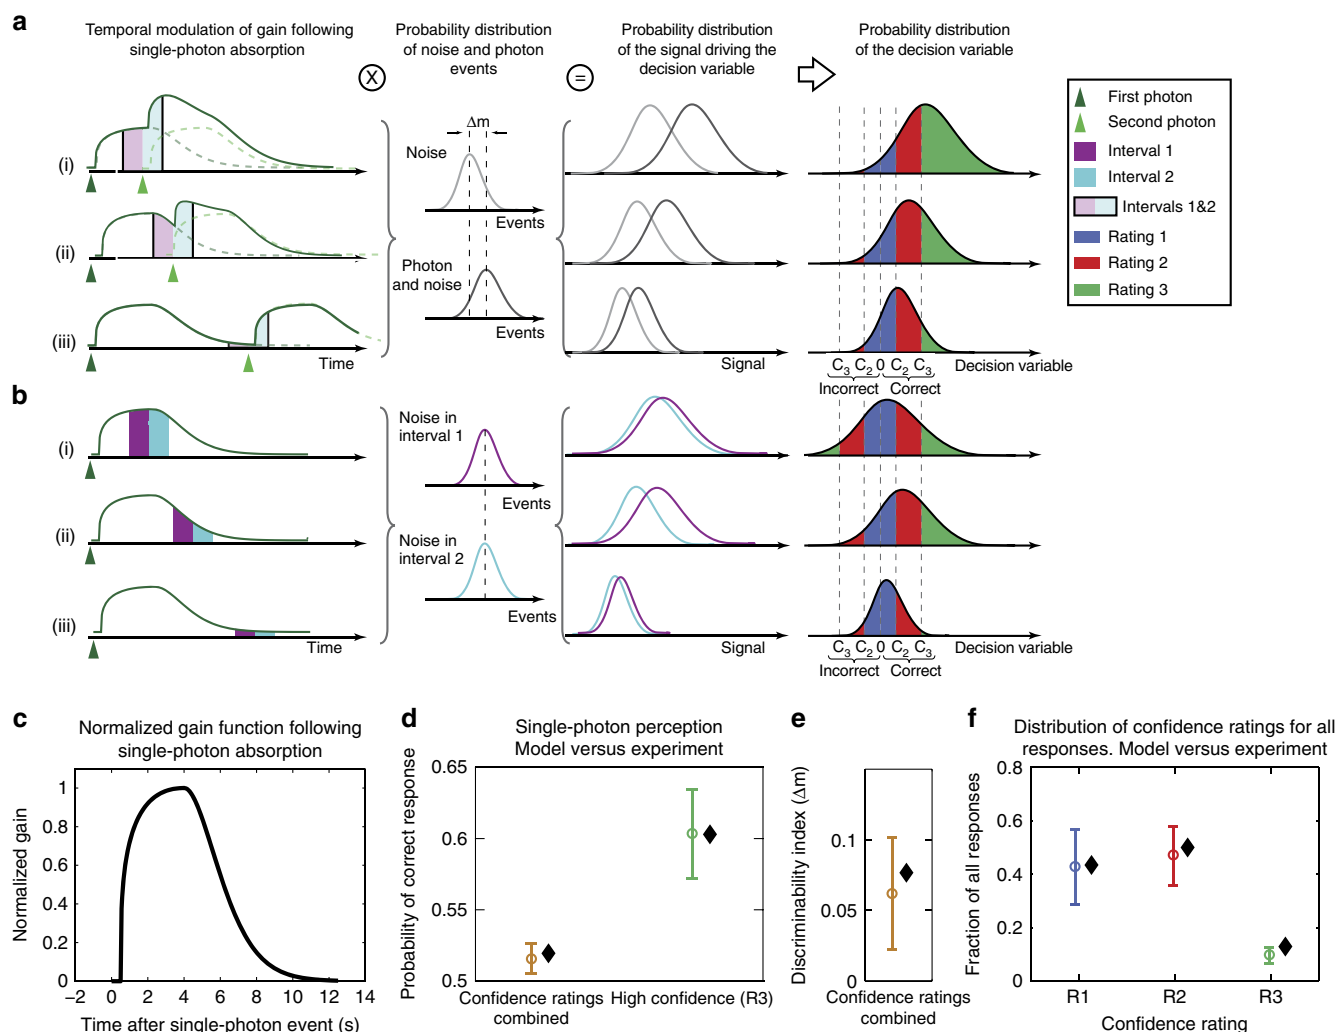 a
Temporal modulation of gain following
single-photon absorption
Probability distribution
of noise and photon
events
Probability distribution
of the signal driving the
decision variable
Probability distribution
of the decision variable
X
=
First photon
Second photon
Interval 1
Interval 2
Intervals 1&2
Rating 1
Rating 2
Rating 3
(i)
(ii)
(iii)
Time
Δm
Noise
Events
Photon
and noise
Events
Signal
C3 C2 0 C2 C3
Decision variable
Incorrect
Correct
b
(i)
(ii)
(iii)
Time
Noise in
interval 1
Events
Noise in
interval 2
Events
Signal
C3 C2 0 C2 C3
Decision variable
Incorrect
Correct
c
Normalized gain function following
single-photon absorption
Normalized gain
1
0.8
0.6
0.4
0.2
0
−2 0 2 4 6 8 10 12 14
Time after single-photon event (s)
d
Single-photon perception
Model versus experiment
Probability of correct response
0.65
0.6
0.55
0.5
Confidence ratings
combined
High confidence (R3)
e
Discriminability index (Δm)
0.1
0.05
0
Confidence ratings
combined
f
Distribution of confidence ratings for all
responses. Model versus experiment
Fraction of all responses
0.8
0.6
0.4
0.2
0
R1 R2 R3
Confidence rating